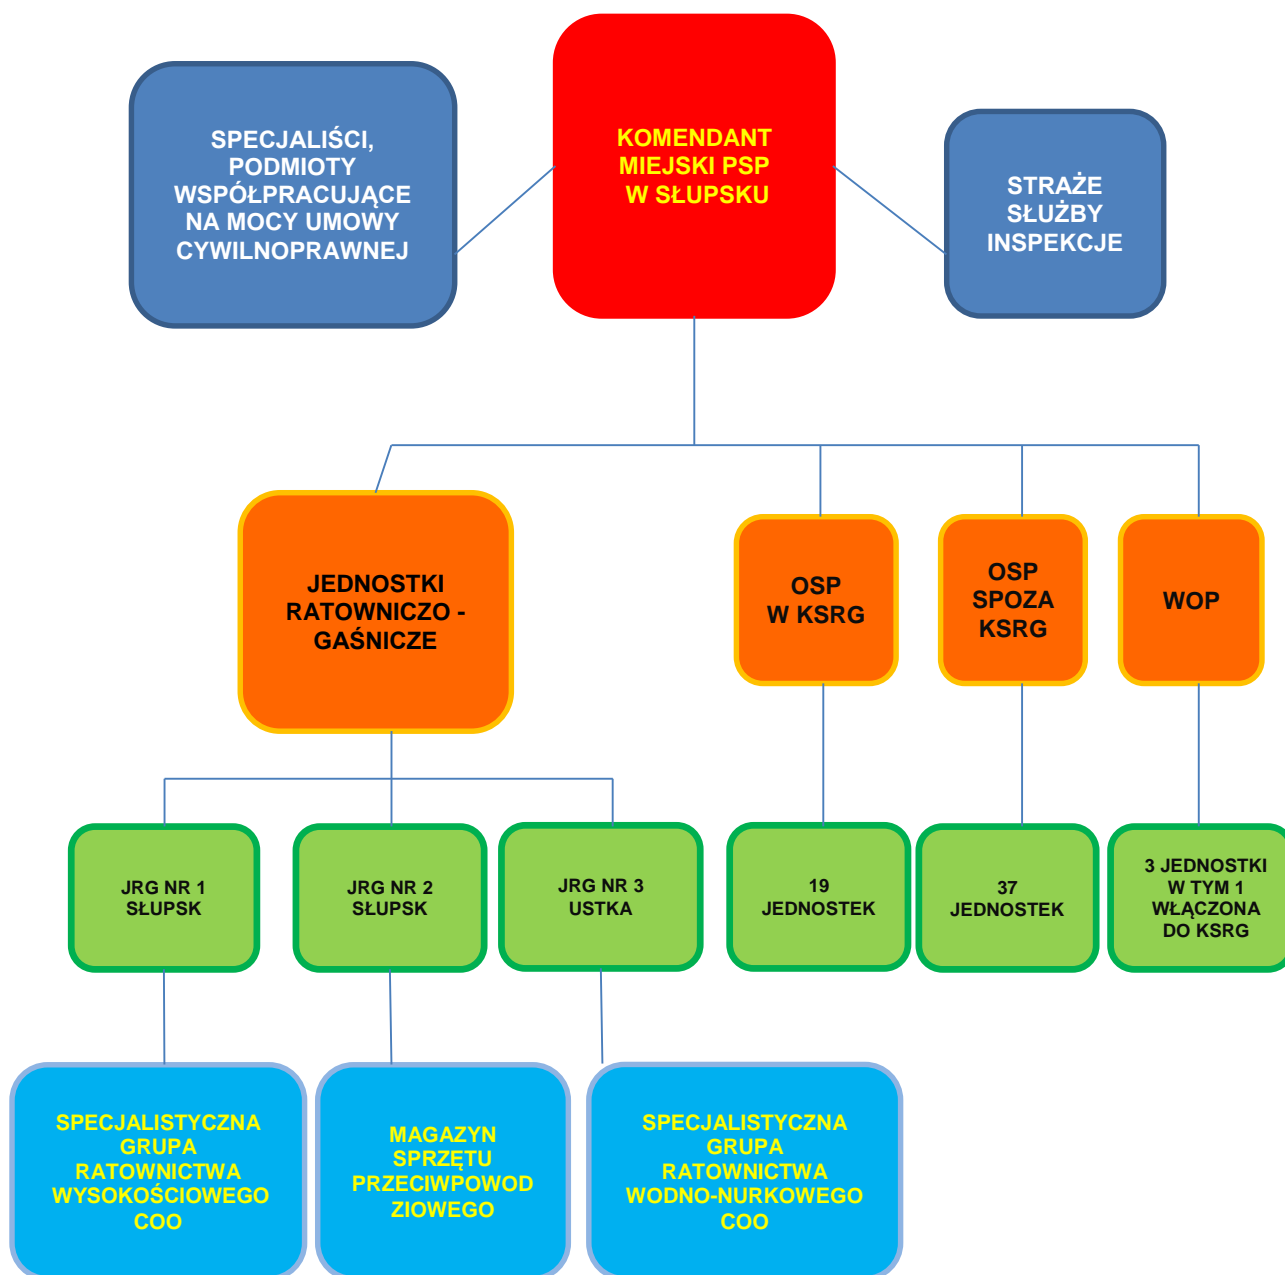 SPECJALIŚCI,
PODMIOTY
WSPÓŁPRACUJĄCE
NA MOCY UMOWY
CYWILNOPRAWNEJ
KOMENDANT
MIEJSKI PSP
W SŁUPSKU
STRAŻE
SŁUŻBY
INSPEKCJE
JEDNOSTKI
RATOWNICZO -
GAŚNICZE
OSP
W KSRG
OSP
SPOZA
KSRG
WOP
JRG NR 1
SŁUPSK
JRG NR 2
SŁUPSK
JRG NR 3
USTKA
19
JEDNOSTEK
37
JEDNOSTEK
3 JEDNOSTKI
W TYM 1
WŁĄCZONA
DO KSRG
SPECJALISTYCZNA
GRUPA
RATOWNICTWA
WYSOKOŚCIOWEGO
COO
MAGAZYN
SPRZĘTU
PRZECIWPOWOD
ZIOWEGO
SPECJALISTYCZNA
GRUPA
RATOWNICTWA
WODNO-NURKOWEGO
COO